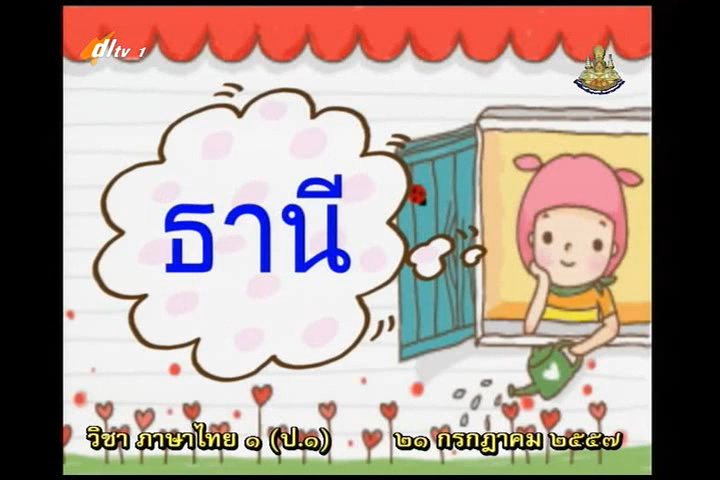 dltv 1
ธานี
วิชา ภาษาไทย ๑ (ป.๑) ๒๑ กรกฎาคม ๒๕๕๗